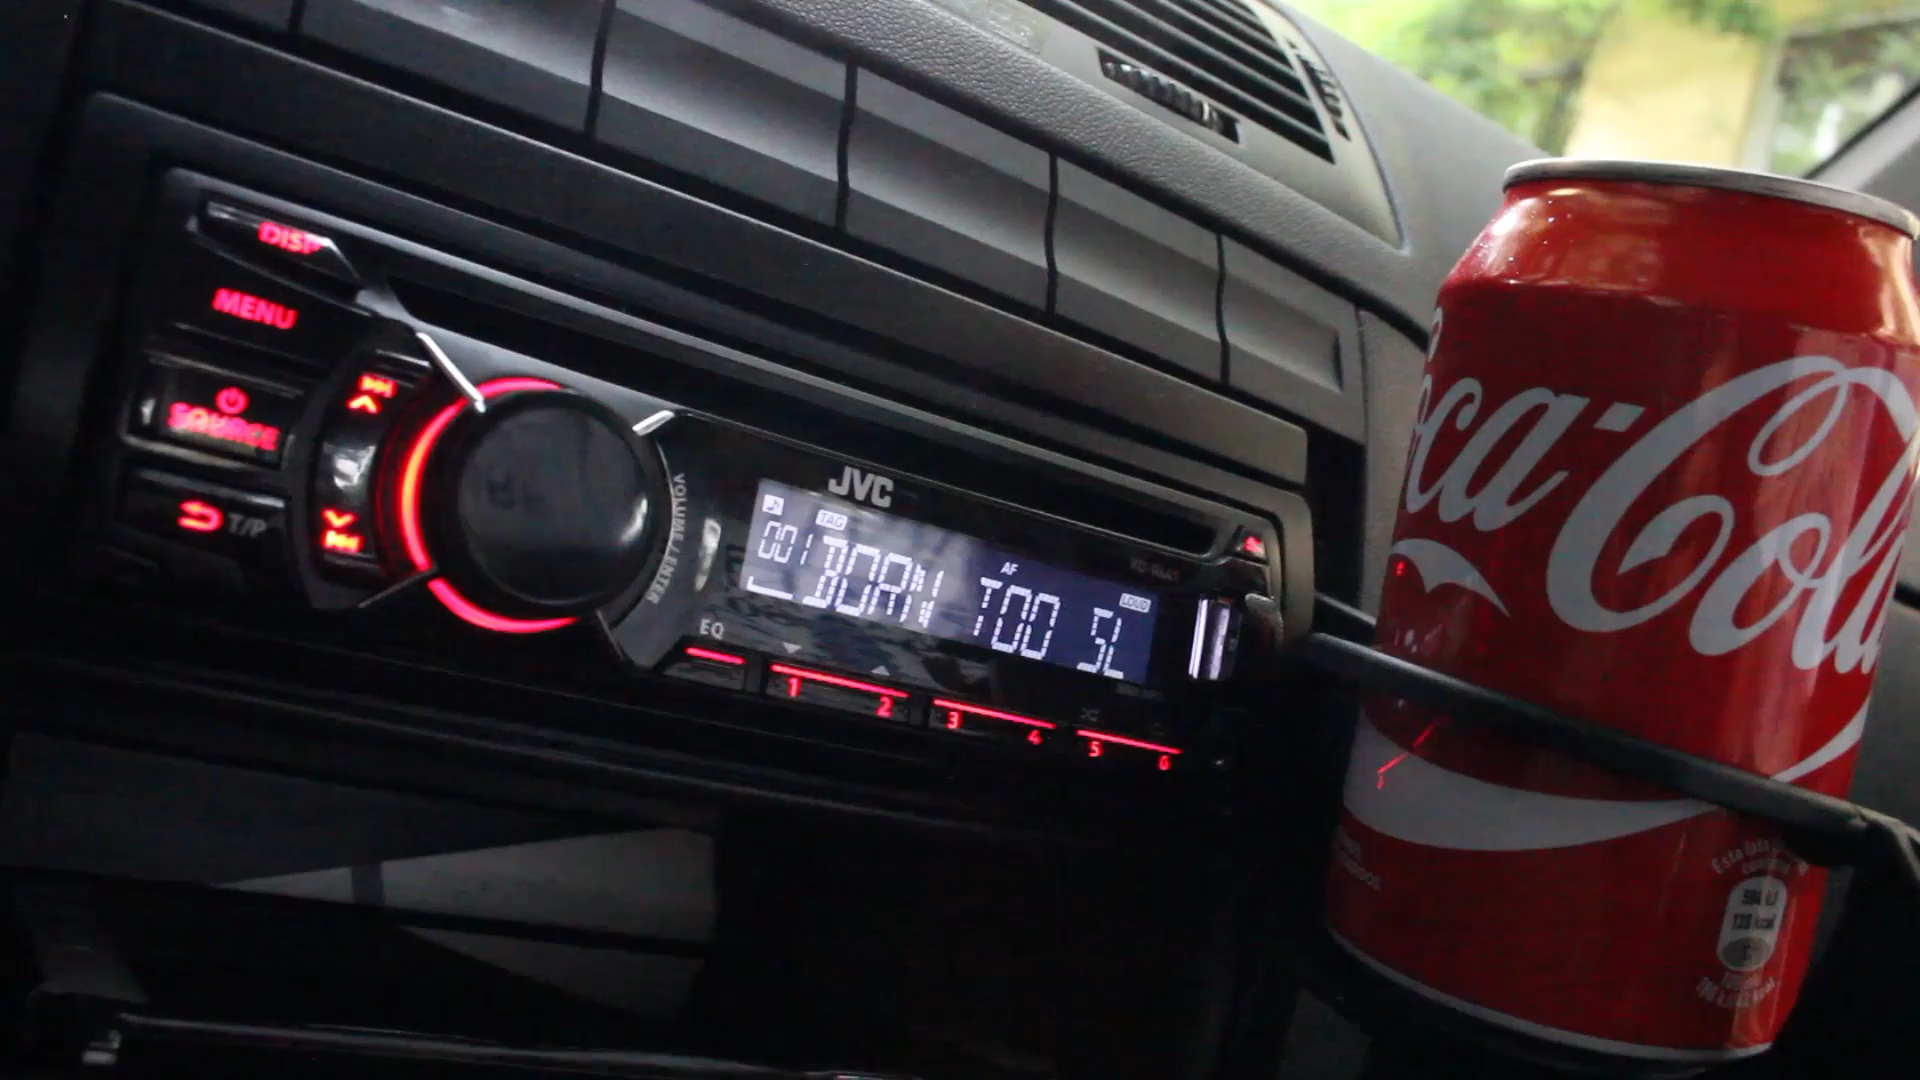 DISP
MENU
SOURCE
T/P
VOLUME / ENTER
JVC
TAG
001 BORN TOO SL
AF
LOUD
EQ
1 2 3 4 5 6
Coca-Cola